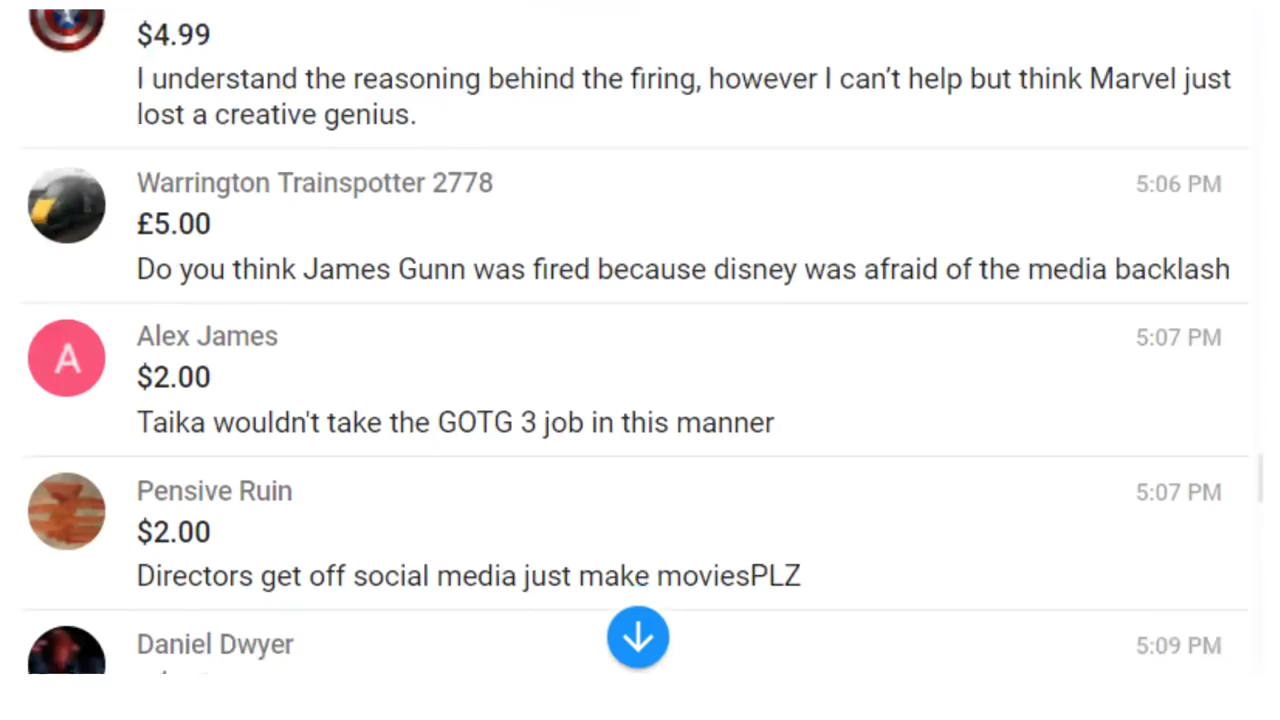 $4.99
I understand the reasoning behind the firing, however I can’t help but think Marvel just
lost a creative genius.
Warrington Trainspotter 2778
5:06 PM
£5.00
Do you think James Gunn was fired because disney was afraid of the media backlash
A
Alex James
5:07 PM
$2.00
Taika wouldn't take the GOTG 3 job in this manner
Pensive Ruin
5:07 PM
$2.00
Directors get off social media just make moviesPLZ
Daniel Dwyer
5:09 PM